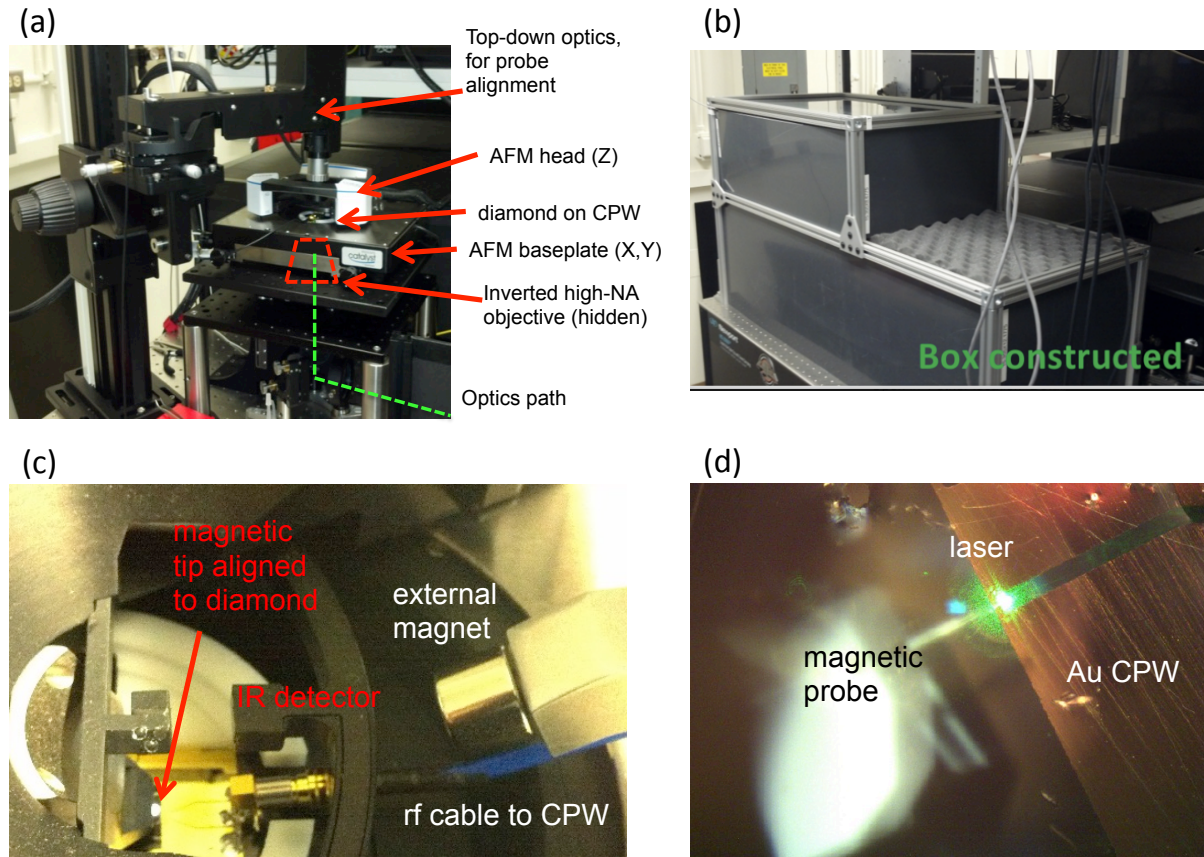 (a)
Top-down optics,
for probe
alignment
AFM head (Z)
diamond on CPW
AFM baseplate (X,Y)
Inverted high-NA
objective (hidden)
Optics path
catalyst
(b)
Box constructed
(c)
magnetic
tip aligned
to diamond
external
magnet
IR detector
rf cable to CPW
(d)
laser
magnetic
probe
Au CPW